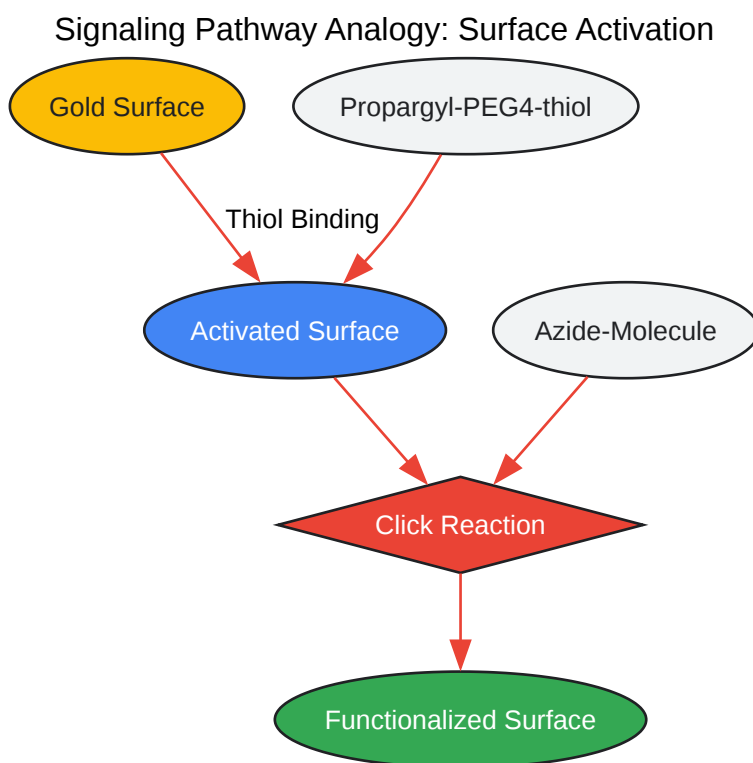 Signaling Pathway Analogy: Surface Activation
Gold Surface
Propargyl-PEG4-thiol
Thiol Binding
Activated Surface
Azide-Molecule
Click Reaction
Functionalized Surface